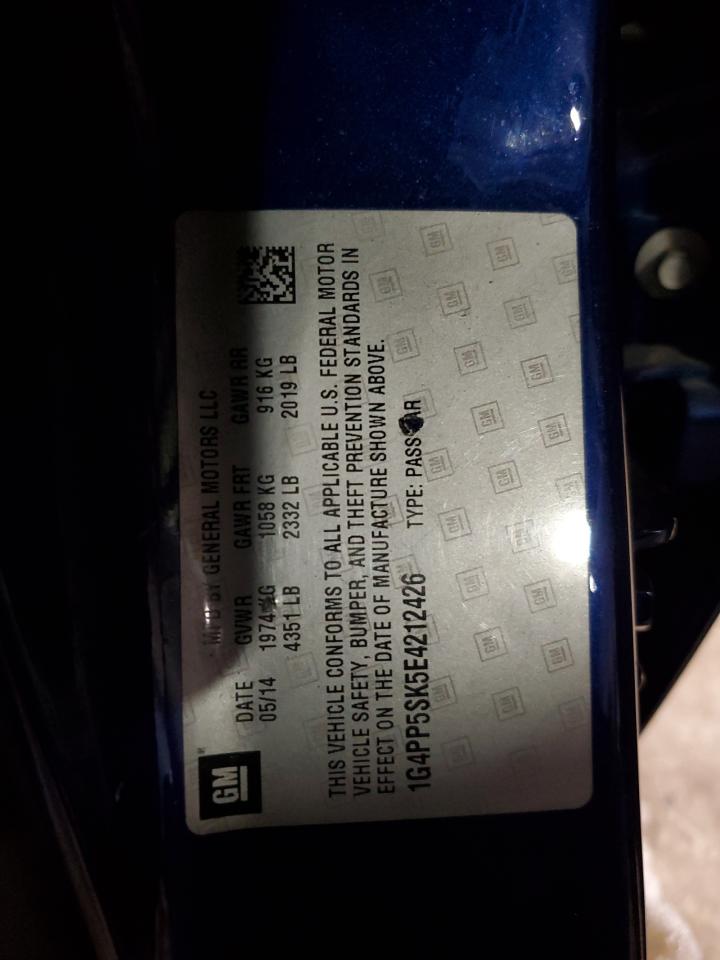 GM
MFD BY GENERAL MOTORS LLC
DATE GVWR GAWR FRT GAWR RR
05/14 1974 KG 1058 KG 916 KG
4351 LB 2332 LB 2019 LB
THIS VEHICLE CONFORMS TO ALL APPLICABLE U.S. FEDERAL MOTOR
VEHICLE SAFETY, BUMPER, AND THEFT PREVENTION STANDARDS IN
EFFECT ON THE DATE OF MANUFACTURE SHOWN ABOVE.
1G4PP5SK5E4212426 TYPE: PASS CAR